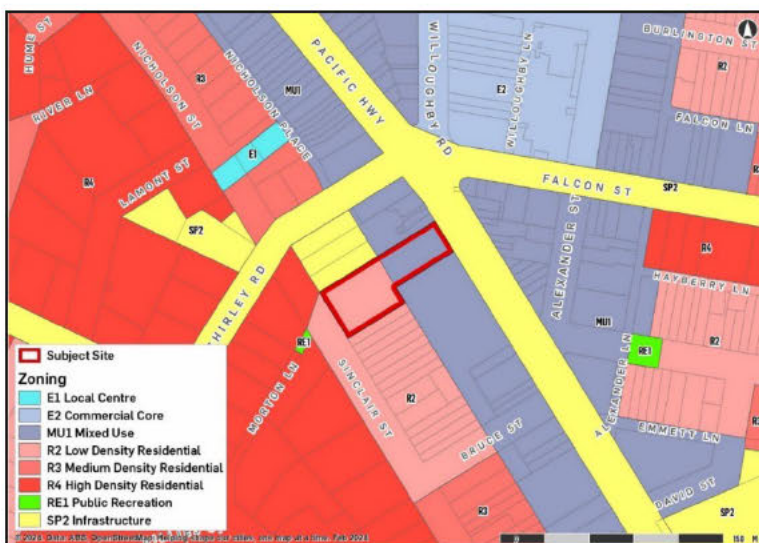 HUME ST
RIVER LN
NICHOLSON ST
R3
NICHOLSON PLACE
MU1
PACIFIC HWY
WILLOUGHBY RD
WILLOUGHBY LN
E2
BURLINGTON ST
R2
FALCON LN
R4
LAMONT ST
E1
SP2
FALCON ST
SP2
ALEXANDER ST
R4
HAYBERRY LN
SHIRLEY RD
RE1
MORTON LN
SINCLAIR ST
R2
BRUCE ST
R3
MU1
RE1
R2
ALEXANDER LN
EMMETT LN
DAVID ST
SP2
Subject Site
Zoning
E1 Local Centre
E2 Commercial Core
MU1 Mixed Use
R2 Low Density Residential
R3 Medium Density Residential
R4 High Density Residential
RE1 Public Recreation
SP2 Infrastructure
0
150 M